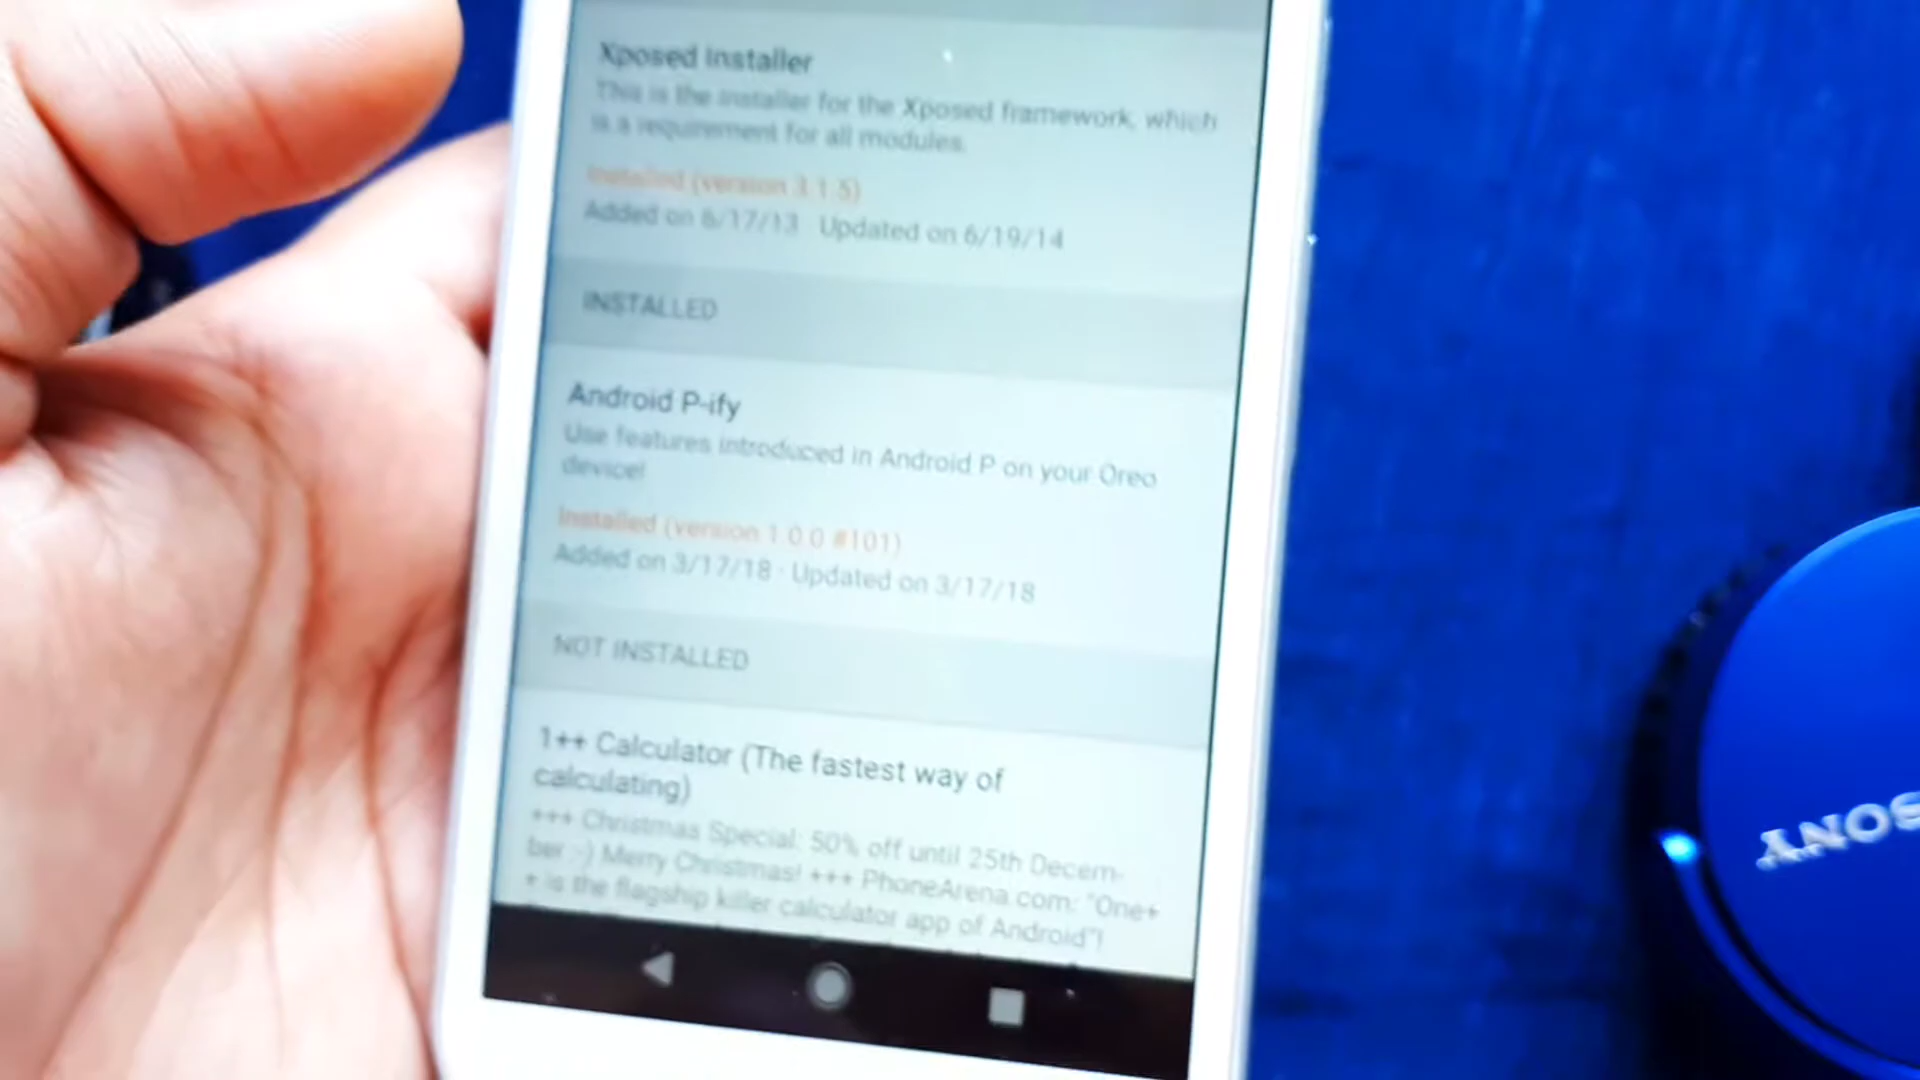 Xposed Installer
This is the installer for the Xposed framework, which
is a requirement for all modules.
Installed (version 3.1.5)
Added on 6/17/13 · Updated on 6/19/14
INSTALLED
Android P-ify
Use features introduced in Android P on your Oreo
device!
Installed (version 1.0.0 #101)
Added on 3/17/18 · Updated on 3/17/18
NOT INSTALLED
1++ Calculator (The fastest way of
calculating)
+++ Christmas Special: 50% off until 25th Decem-
ber :-) Merry Christmas! +++ PhoneArena.com: "One+
+ is the flagship killer calculator app of Android"!
SONY